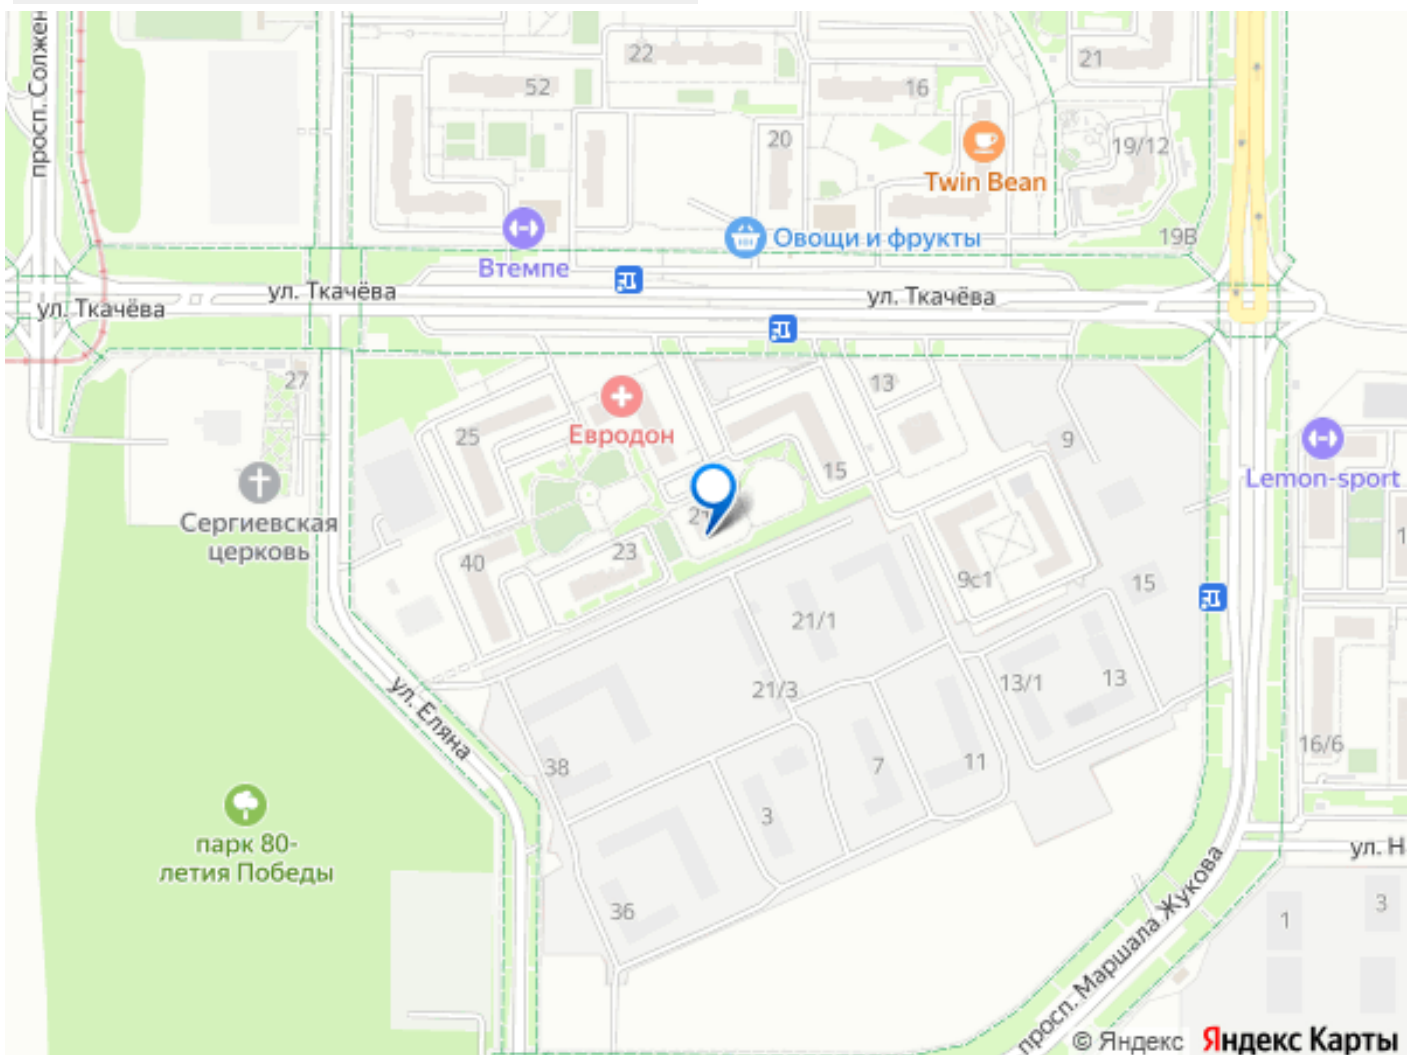 просп. Солжен
22
52
16
21
20
19/12
Twin Bean
Овощи и фрукты
19В
Втемпе
ул. Ткачёва
ул. Ткачёва
ул. Ткачёва
27
13
25
Евродон
9
15
Lemon-sport
Сергиевская
церковь
21
23
40
9с1
15
1
21/1
21/3
13/1
13
ул. Еляна
16/6
38
7
11
3
парк 80-
летия Победы
ул. Н
36
3
1
просп. Маршала Жукова
© Яндекс Яндекс Карты